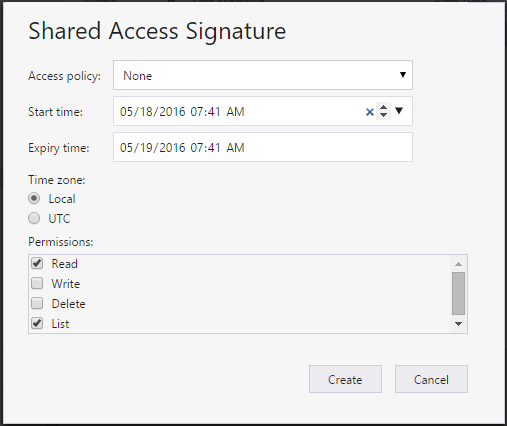 Shared Access Signature
Access policy: None
Start time: 05/18/2016 07:41 AM
Expiry time: 05/19/2016 07:41 AM
Time zone:
Local
UTC
Permissions:
Read
Write
Delete
List
Create Cancel